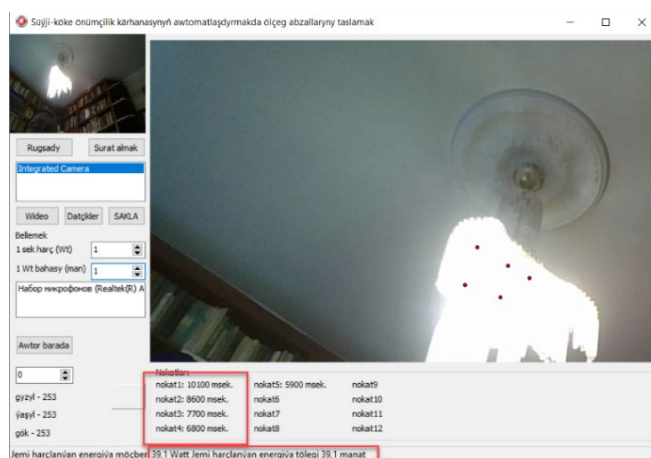 Süýji-köke önümçilik kärhanasynyň awtomatlaşdyrmakda ölçeg abzallaryny taslamak
Rugsady
Surat almak
Integrated Camera
Wideo
Datçikler
SAKLA
Bellemek
1 sek harç (Wt)
1
1 Wt bahasy (man)
1
Набор микрофонов (Realtek(R) A
Awtor barada
0
gyzyl - 253
ýaşyl - 253
gök - 253
Nokatlar:
nokat1: 10100 msek.
nokat2: 8600 msek.
nokat3: 7700 msek.
nokat4: 6800 msek.
nokat5: 5900 msek.
nokat6
nokat7
nokat8
nokat9
nokat10
nokat11
nokat12
Jemi harçlanýan energiýa möçber 39.1 Watt Jemi harçlanýan energiýa tölegi 39.1 manat